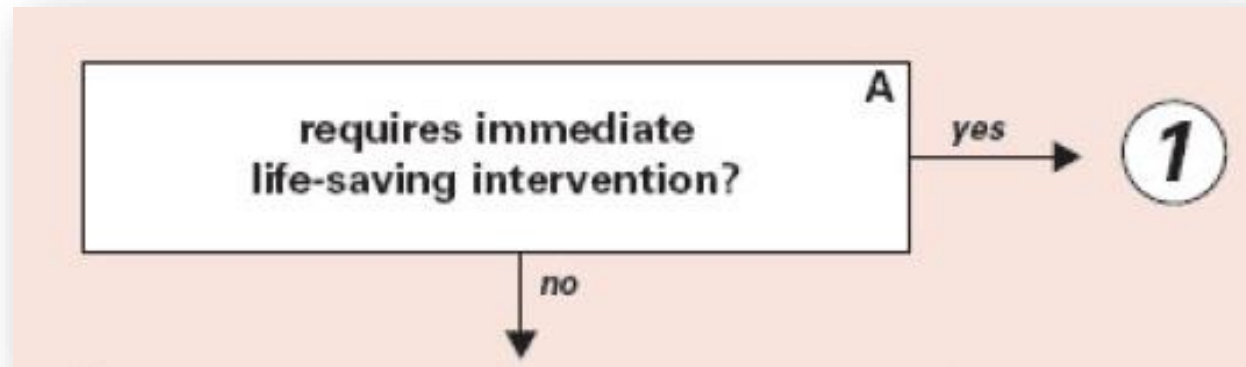 A
requires immediate
life-saving intervention?
yes
1
no